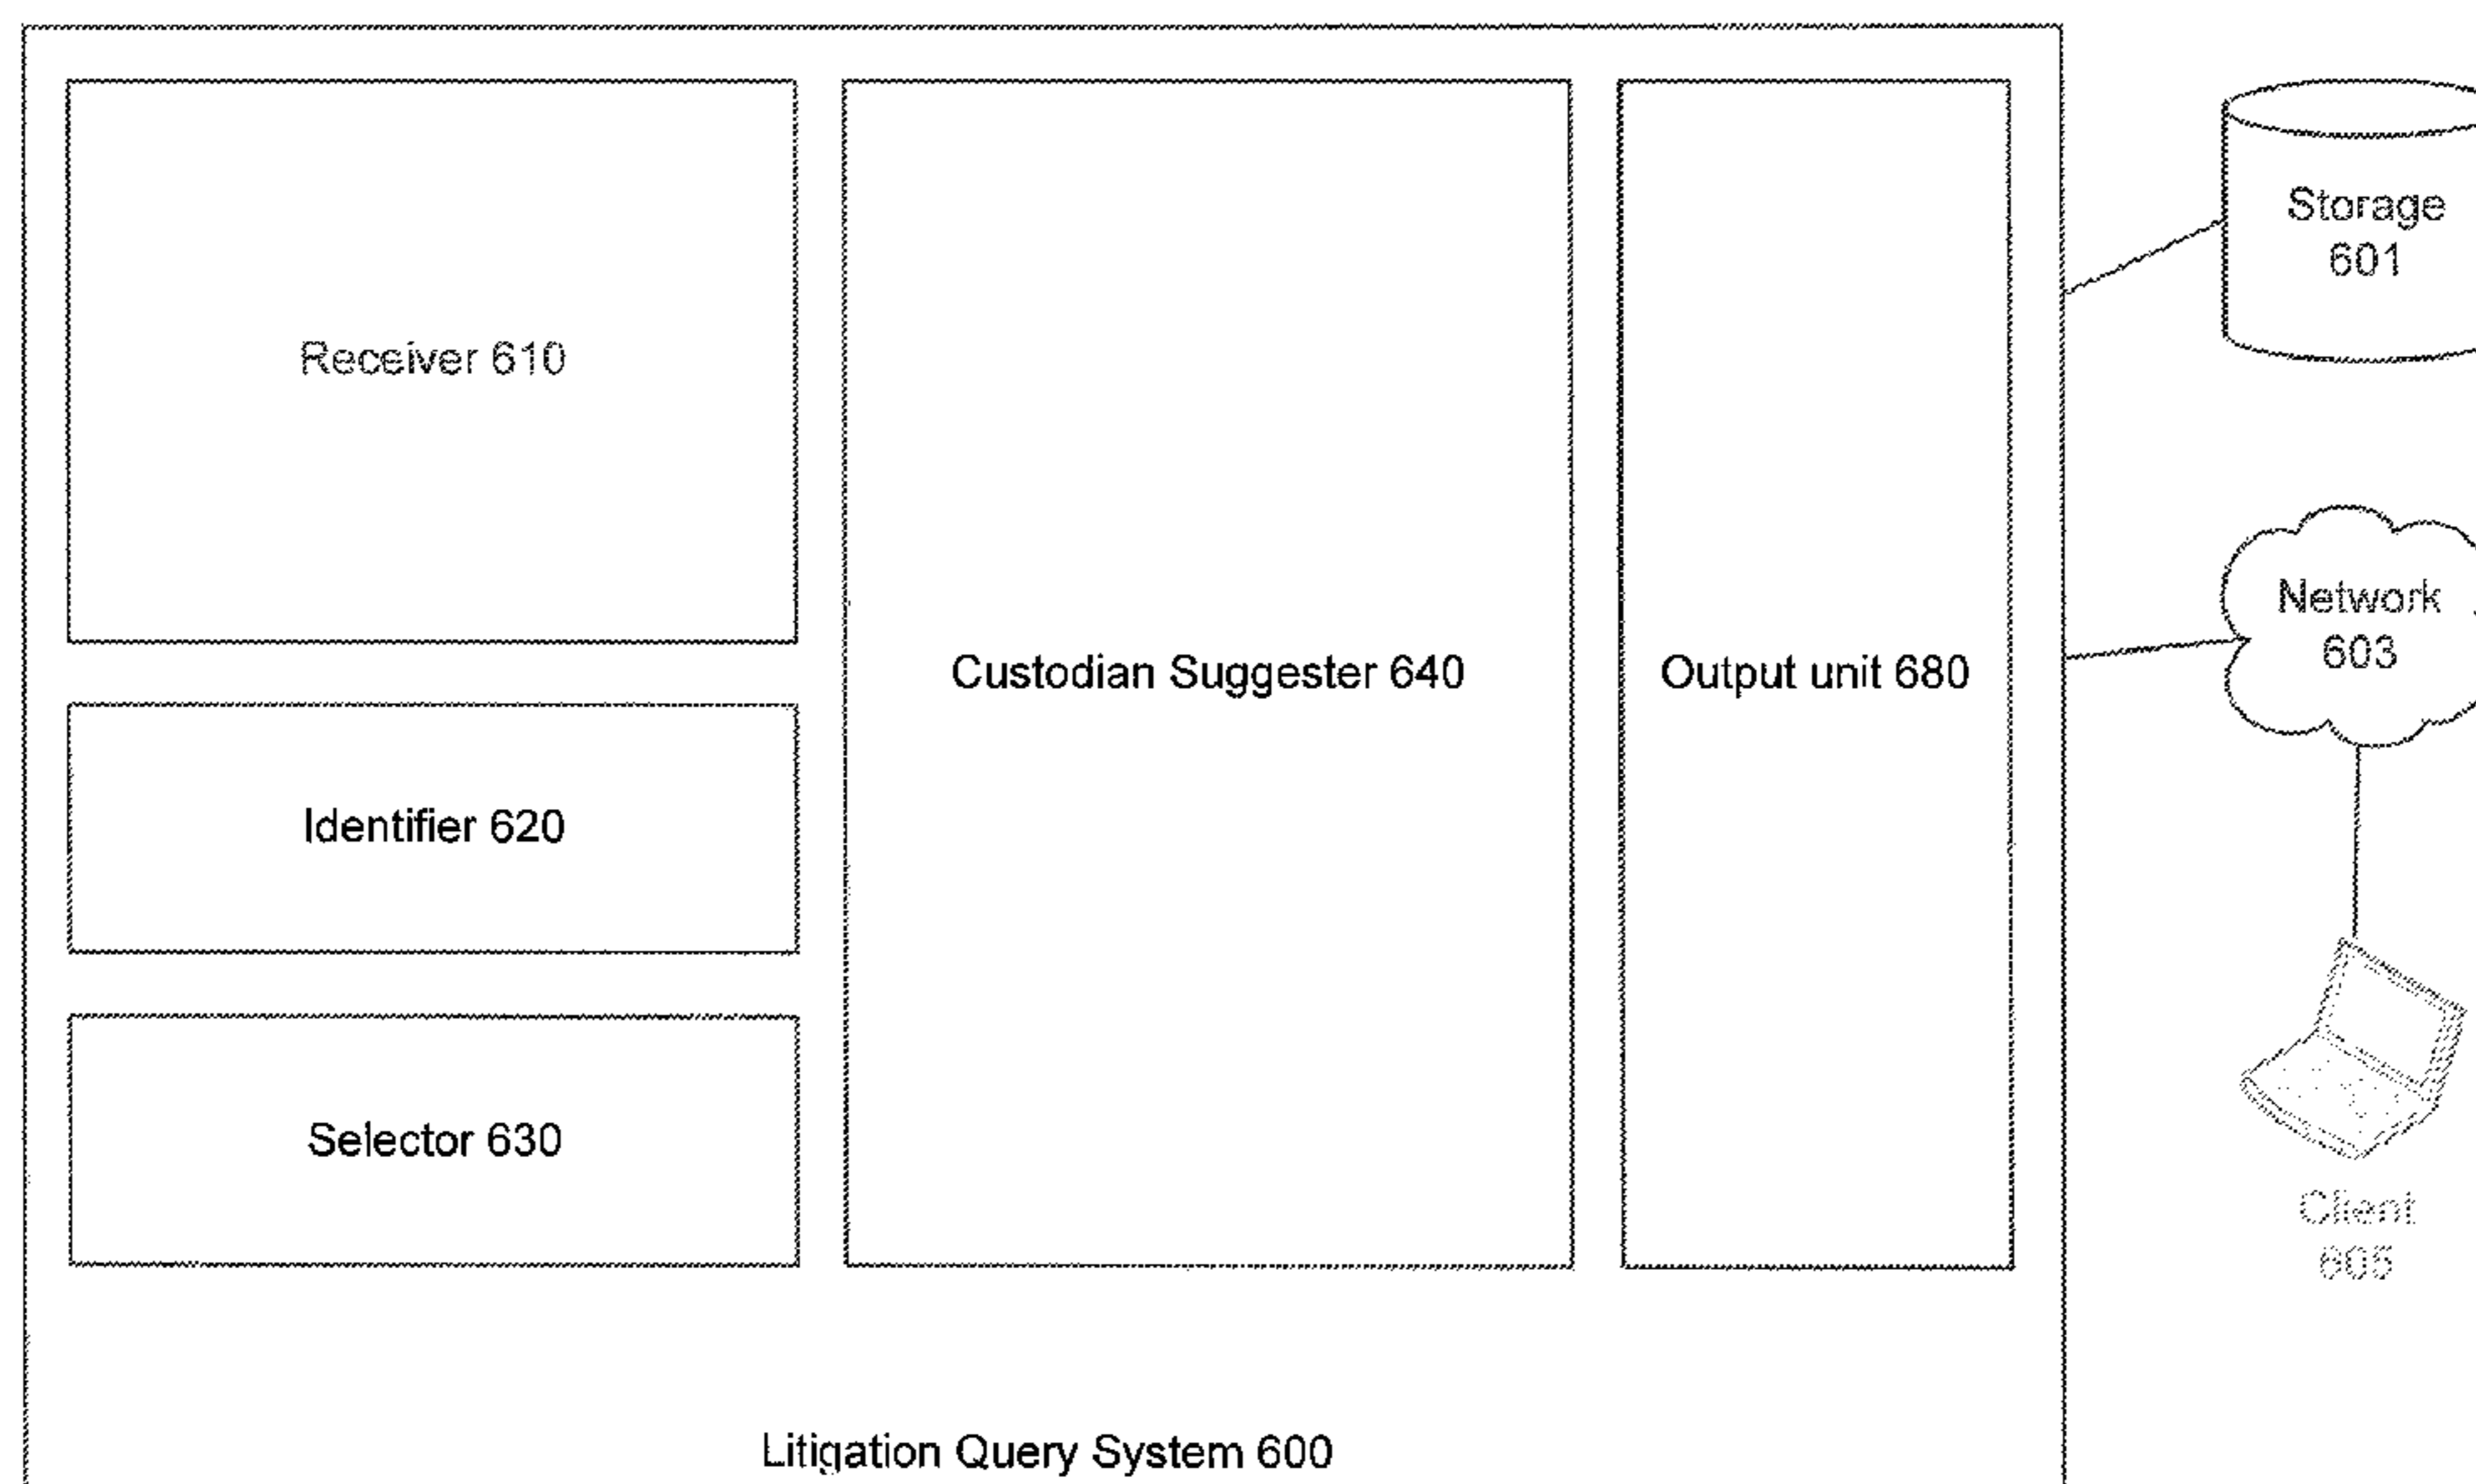 Receiver 610
Identifier 620
Selector 630
Custodian Suggester 640
Output unit 680
Litigation Query System 600
Storage
601
Network
603
Client
605